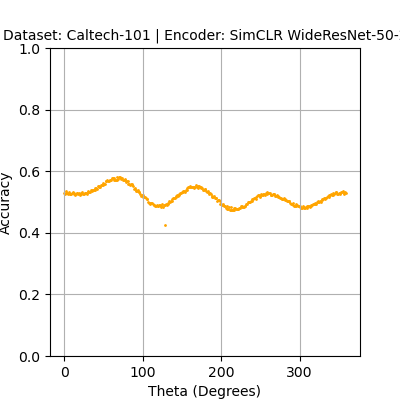 Dataset: Caltech-101 | Encoder: SimCLR WideResNet-50-
1.0
0.8
0.6
0.4
0.2
0.0
Accuracy
0 100 200 300
Theta (Degrees)